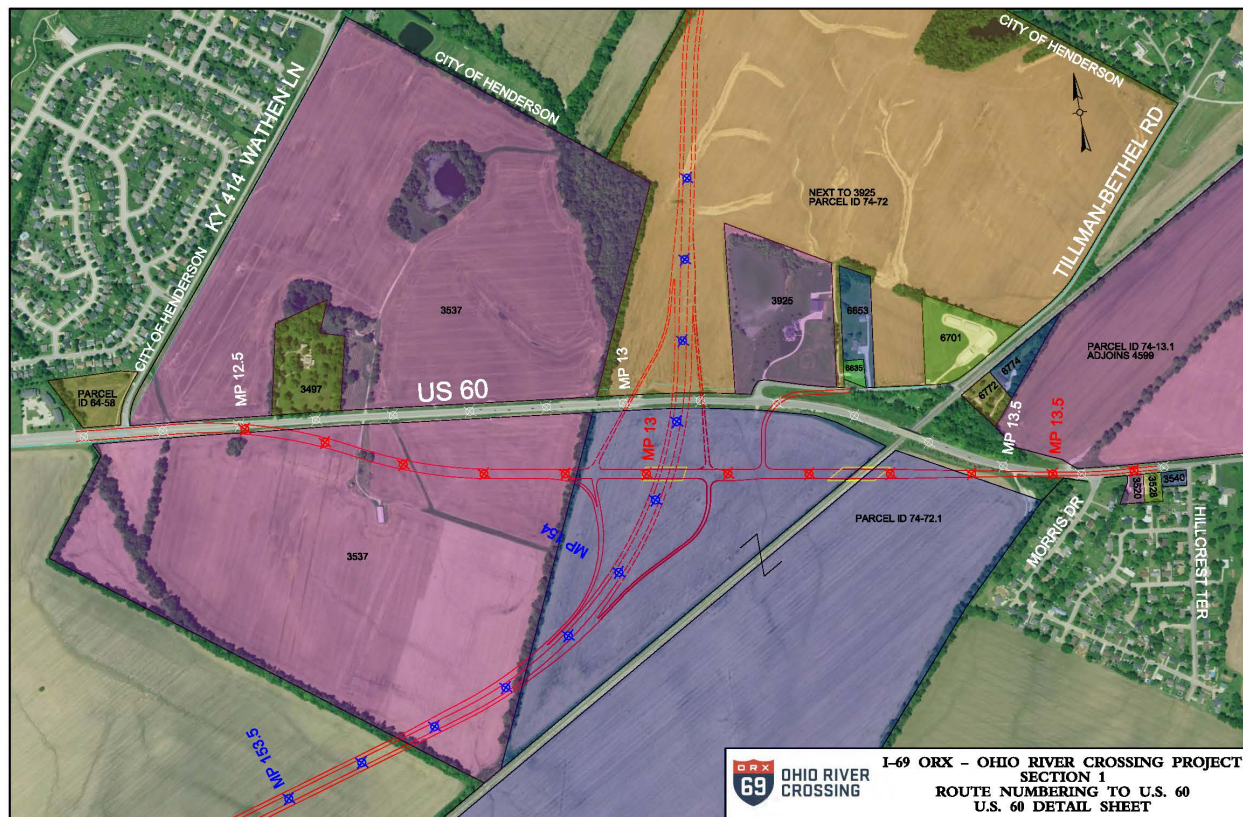 CITY OF HENDERSON
CITY OF HENDERSON
KY 414 WATHEN LN
TILLMAN-BETHEL RD
NEXT TO 3925
PARCEL ID 74-72
CITY OF HENDERSON
3537
3925
6653
6701
6635
6774
6772
PARCEL ID 74-13.1
ADJOINS 4599
MP 12.5
3497
US 60
MP 13
PARCEL
ID 64-58
MP 13
MP 13.5
MP 13.5
3520
3528
3540
MORRIS DR
HILLCREST TER
PARCEL ID 74-72.1
MP 154
3537
MP 153.5
ORX
69
OHIO RIVER
CROSSING
I-69 ORX - OHIO RIVER CROSSING PROJECT
SECTION 1
ROUTE NUMBERING TO U.S. 60
U.S. 60 DETAIL SHEET